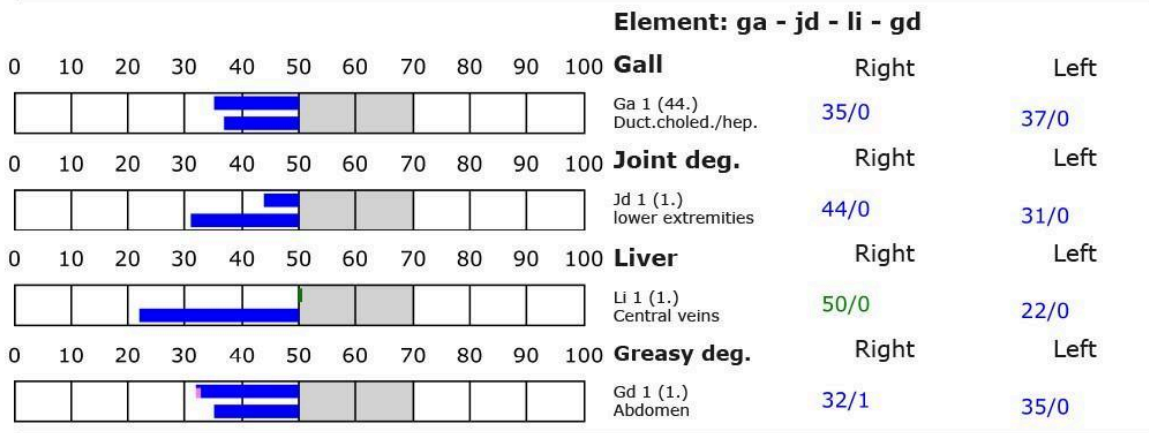 Element: ga - jd - li - gd
0 10 20 30 40 50 60 70 80 90 100 Gall Right Left
Ga 1 (44.) 35/0 37/0
Duct.choled./hep.
0 10 20 30 40 50 60 70 80 90 100 Joint deg. Right Left
Jd 1 (1.) 44/0 31/0
lower extremities
0 10 20 30 40 50 60 70 80 90 100 Liver Right Left
Li 1 (1.) 50/0 22/0
Central veins
0 10 20 30 40 50 60 70 80 90 100 Greasy deg. Right Left
Gd 1 (1.) 32/1 35/0
Abdomen